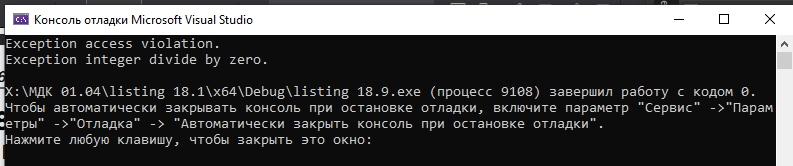 Консоль отладки Microsoft Visual Studio
Exception access violation.
Exception integer divide by zero.
X:\МДК 01.04\listing 18.1\x64\Debug\listing 18.9.exe (процесс 9108) завершил работу с кодом 0.
Чтобы автоматически закрывать консоль при остановке отладки, включите параметр "Сервис" ->"Парам
етры" ->"Отладка" -> "Автоматически закрыть консоль при остановке отладки".
Нажмите любую клавишу, чтобы закрыть это окно: